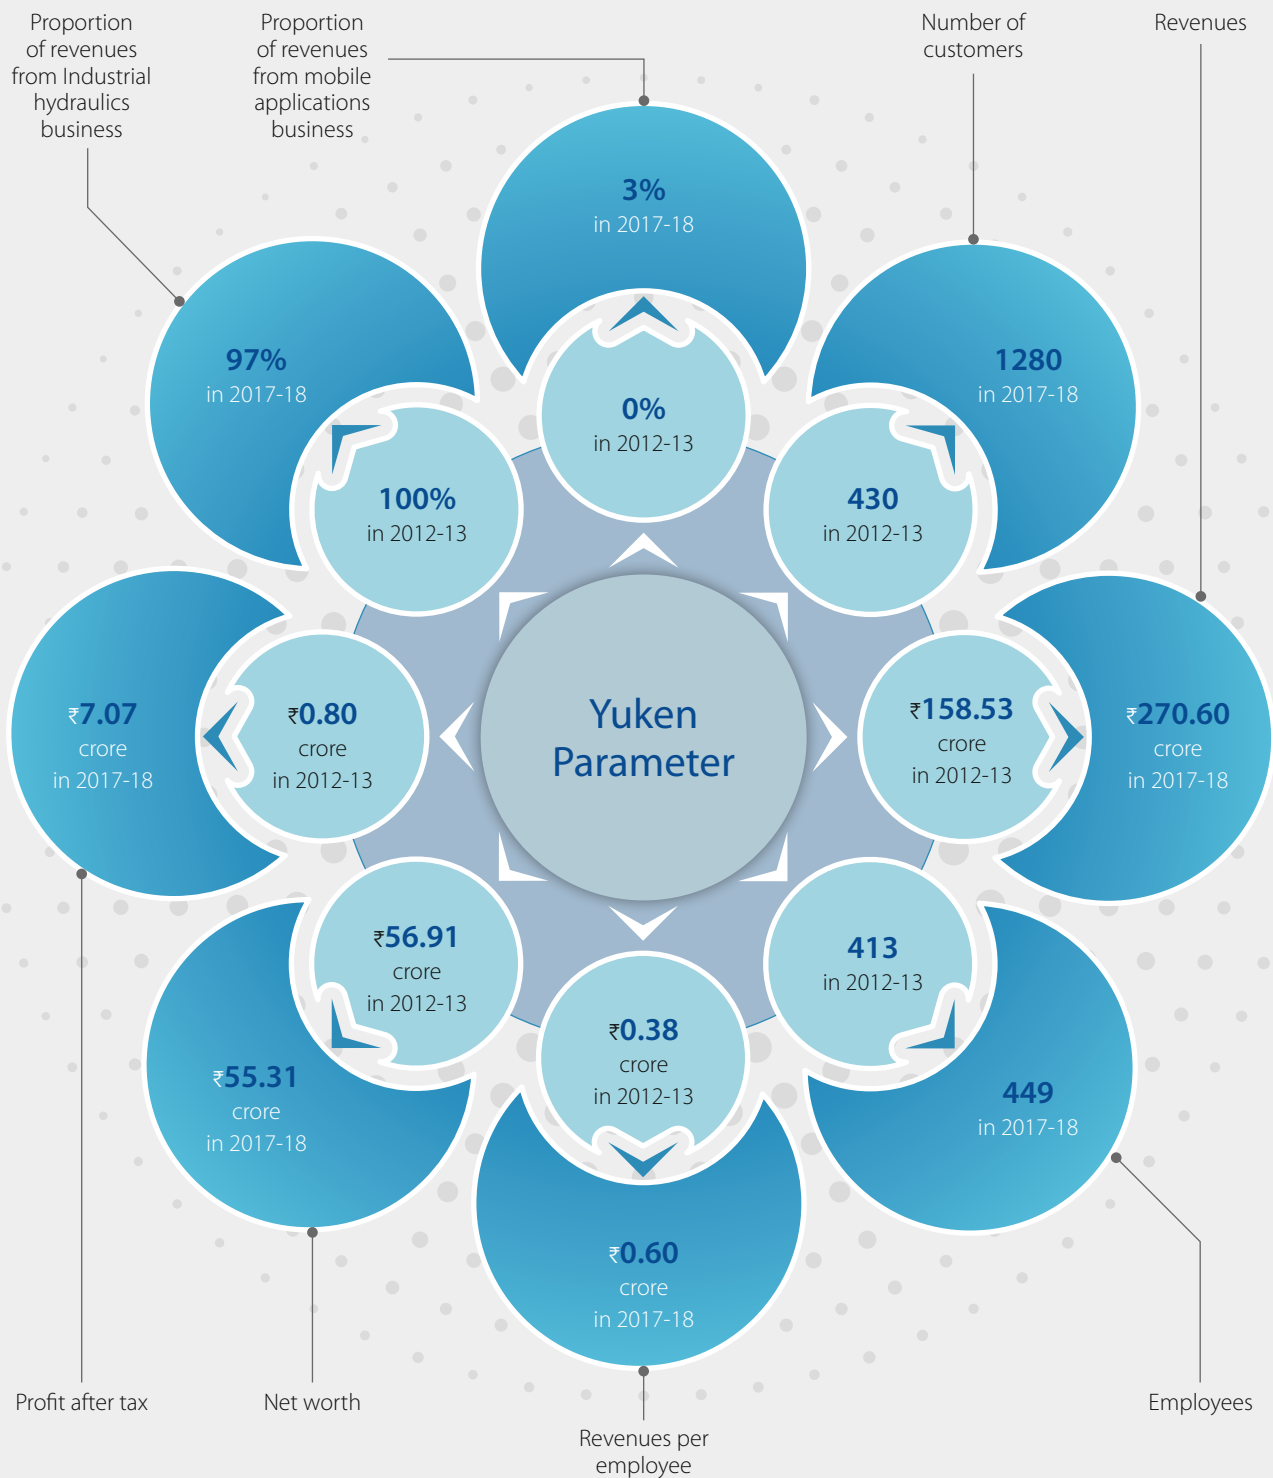 Proportion
of revenues
from Industrial
hydraulics
business
Proportion
of revenues
from mobile
applications
business
Number of
customers
Revenues
3%
in 2017-18
0%
in 2012-13
97%
in 2017-18
100%
in 2012-13
1280
in 2017-18
430
in 2012-13
₹7.07
crore
in 2017-18
₹0.80
crore
in 2012-13
Yuken
Parameter
₹158.53
crore
in 2012-13
₹270.60
crore
in 2017-18
₹56.91
crore
in 2012-13
₹55.31
crore
in 2017-18
₹0.38
crore
in 2012-13
₹0.60
crore
in 2017-18
413
in 2012-13
449
in 2017-18
Profit after tax
Net worth
Revenues per
employee
Employees